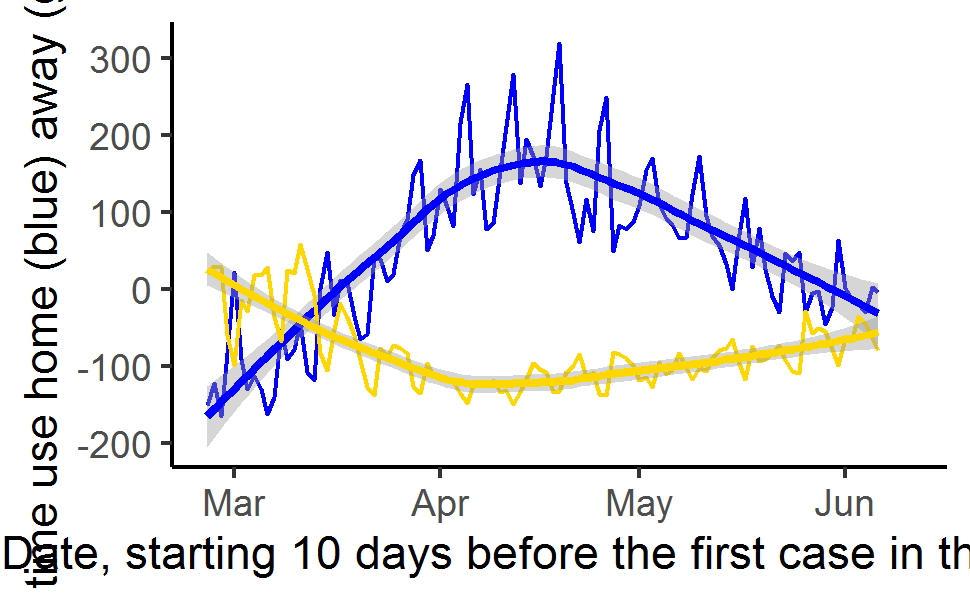 time use home (blue) away (
300
200
100
0
-100
-200
Mar Apr May Jun
Date, starting 10 days before the first case in th